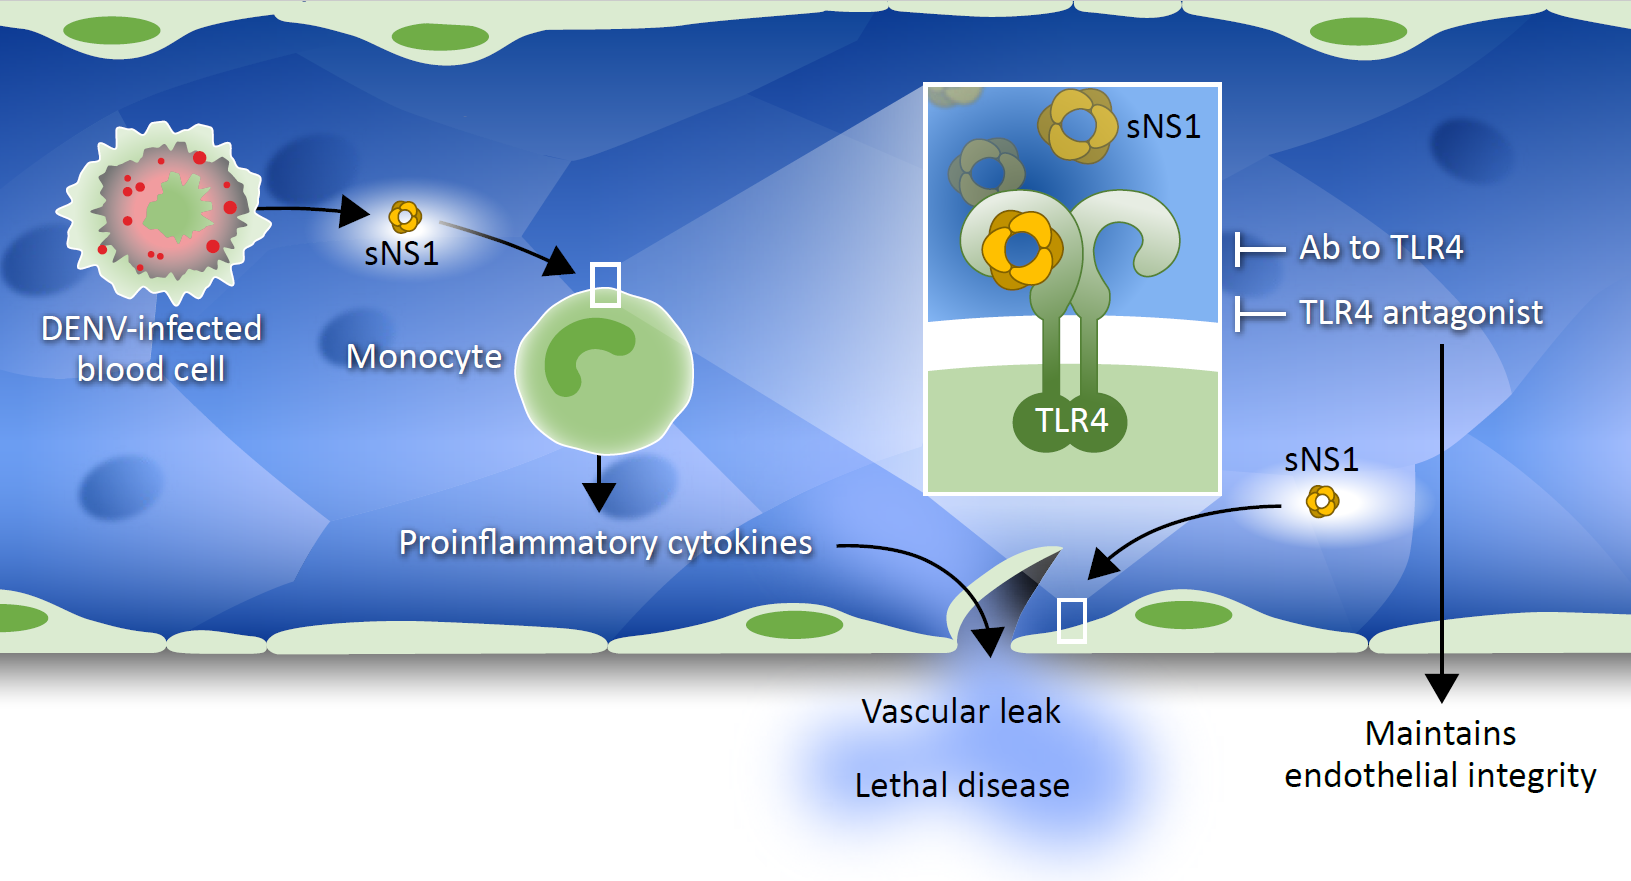 DENV-infected
blood cell
sNS1
Monocyte
Proinflammatory cytokines
sNS1
TLR4
Ab to TLR4
TLR4 antagonist
sNS1
Vascular leak
Lethal disease
Maintains
endothelial integrity